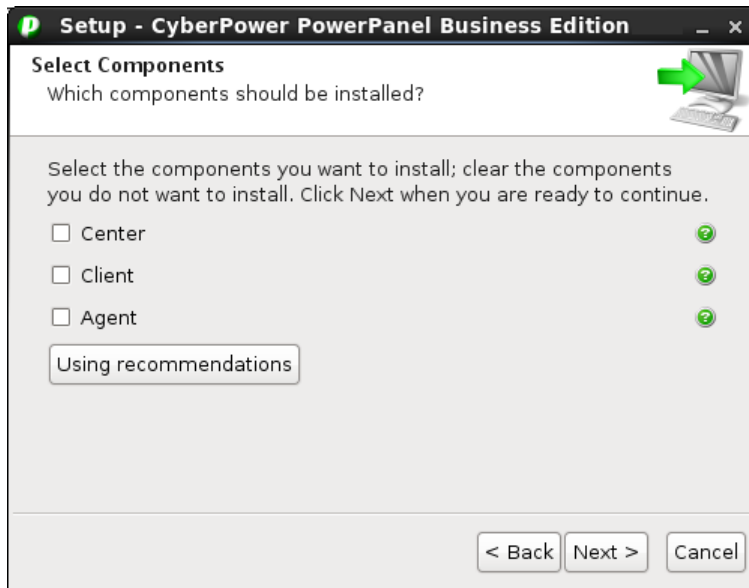 Setup - CyberPower PowerPanel Business Edition
Select Components
Which components should be installed?
Select the components you want to install; clear the components
you do not want to install. Click Next when you are ready to continue.
Center
Client
Agent
Using recommendations
< Back Next > Cancel